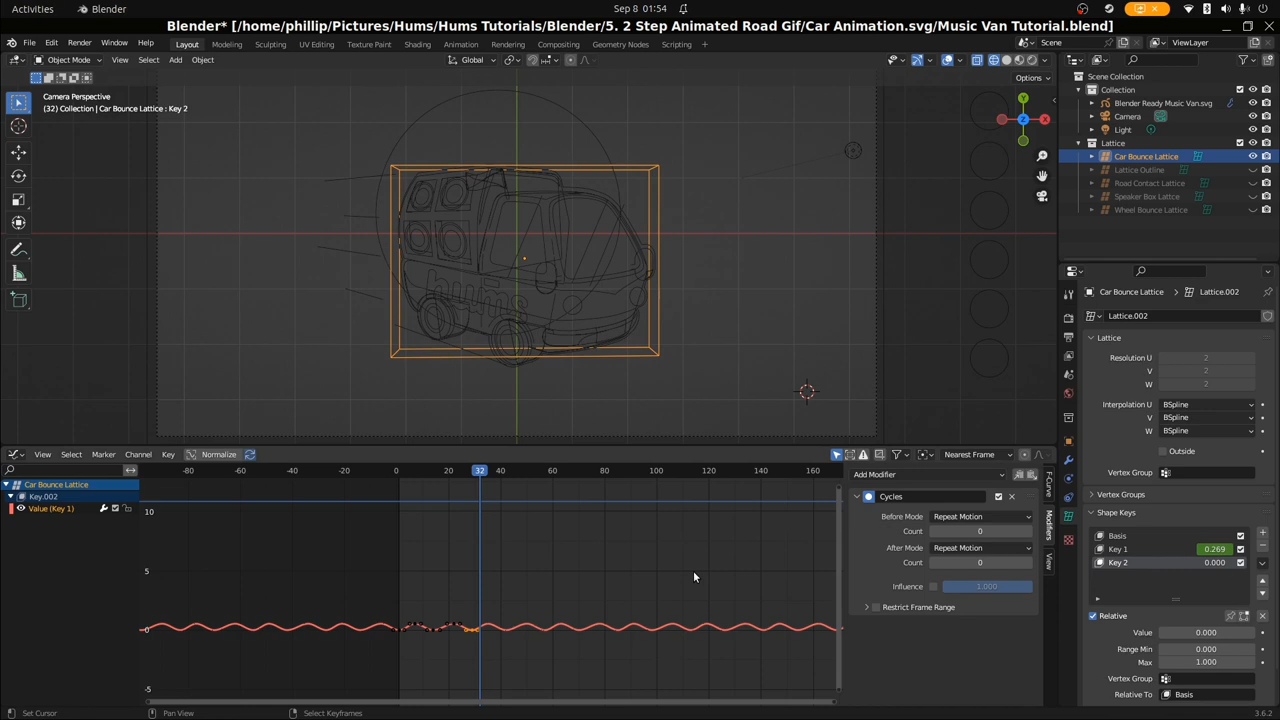 Activities
Blender
Sep 8 01:54
Blender* [/home/phillip/Pictures/Hums/Hums Tutorials/Blender/5. 2 Step Animated Road Gif/Car Animation.svg/Music Van Tutorial.blend]
File Edit Render Window Help
Layout Modeling Sculpting UV Editing Texture Paint Shading Animation Rendering Compositing Geometry Nodes Scripting +
Scene
ViewLayer
Object Mode View Select Add Object
Global
Options
Camera Perspective
(32) Collection | Car Bounce Lattice : Key 2
Y
Z
X
hums
Scene Collection
Collection
Blender Ready Music Van.svg
Camera
Light
Lattice
Car Bounce Lattice
Lattice Outline
Road Contact Lattice
Speaker Box Lattice
Wheel Bounce Lattice
Car Bounce Lattice > Lattice.002
Lattice.002
Lattice
Resolution U 2
V 2
W 2
Interpolation U BSpline
V BSpline
W BSpline
Outside
Vertex Group
Vertex Groups
Shape Keys
Basis
Key 1 0.269
Key 2 0.000
Relative
Value 0.000
Range Min 0.000
Max 1.000
Vertex Group
Relative To Basis
View Select Marker Channel Key Normalize
Nearest Frame
-80 -60 -40 -20 0 20 32 40 60 80 100 120 140 160
Car Bounce Lattice
Key.002
Value (Key 1)
10
5
0
-5
Add Modifier
Cycles
Before Mode Repeat Motion
Count 0
After Mode Repeat Motion
Count 0
Influence 1.000
Restrict Frame Range
F-Curve
Modifiers
View
Set Cursor
Pan View
Select Keyframes
3.6.2